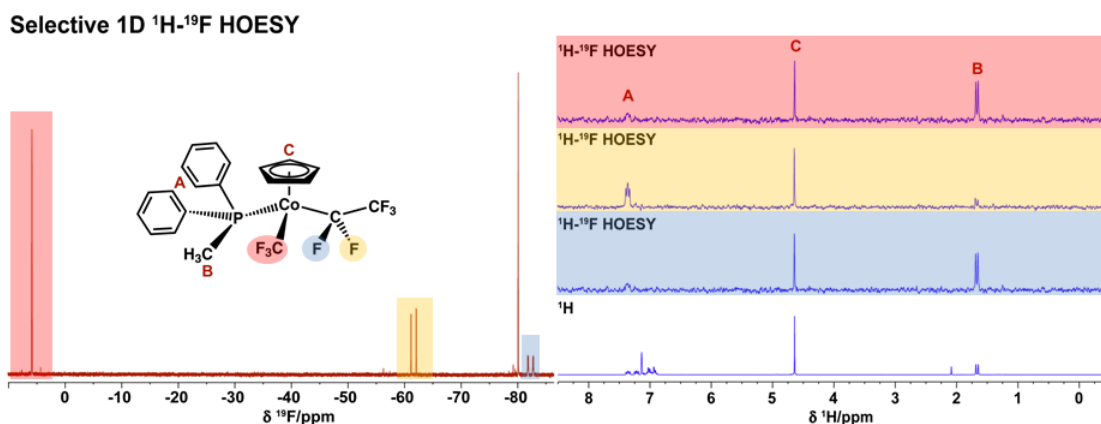 Selective 1D ¹H-¹⁹F HOESY
C
A
P
Co
C
CF₃
H₃C
B
F₃C
F
F
0
-10
-20
-30
-40
-50
-60
-70
-80
δ ¹⁹F/ppm
¹H-¹⁹F HOESY
A
C
B
¹H-¹⁹F HOESY
¹H-¹⁹F HOESY
¹H
8
7
6
5
4
3
2
1
0
δ ¹H/ppm